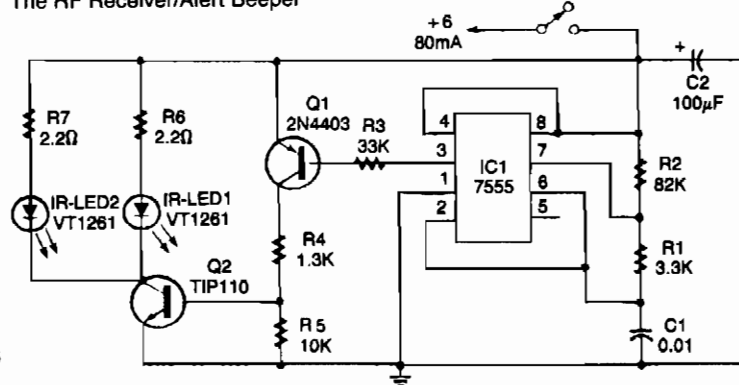 The RF Receiver/Alert Beeper
+6
80mA
+
C2
100µF
R7
2.2Ω
R6
2.2Ω
Q1
2N4403
R3
33K
4
3
1
2
IC1
7555
8
7
6
5
R2
82K
IR-LED2
VT1261
IR-LED1
VT1261
R4
1.3K
R1
3.3K
Q2
TIP110
R5
10K
C1
0.01